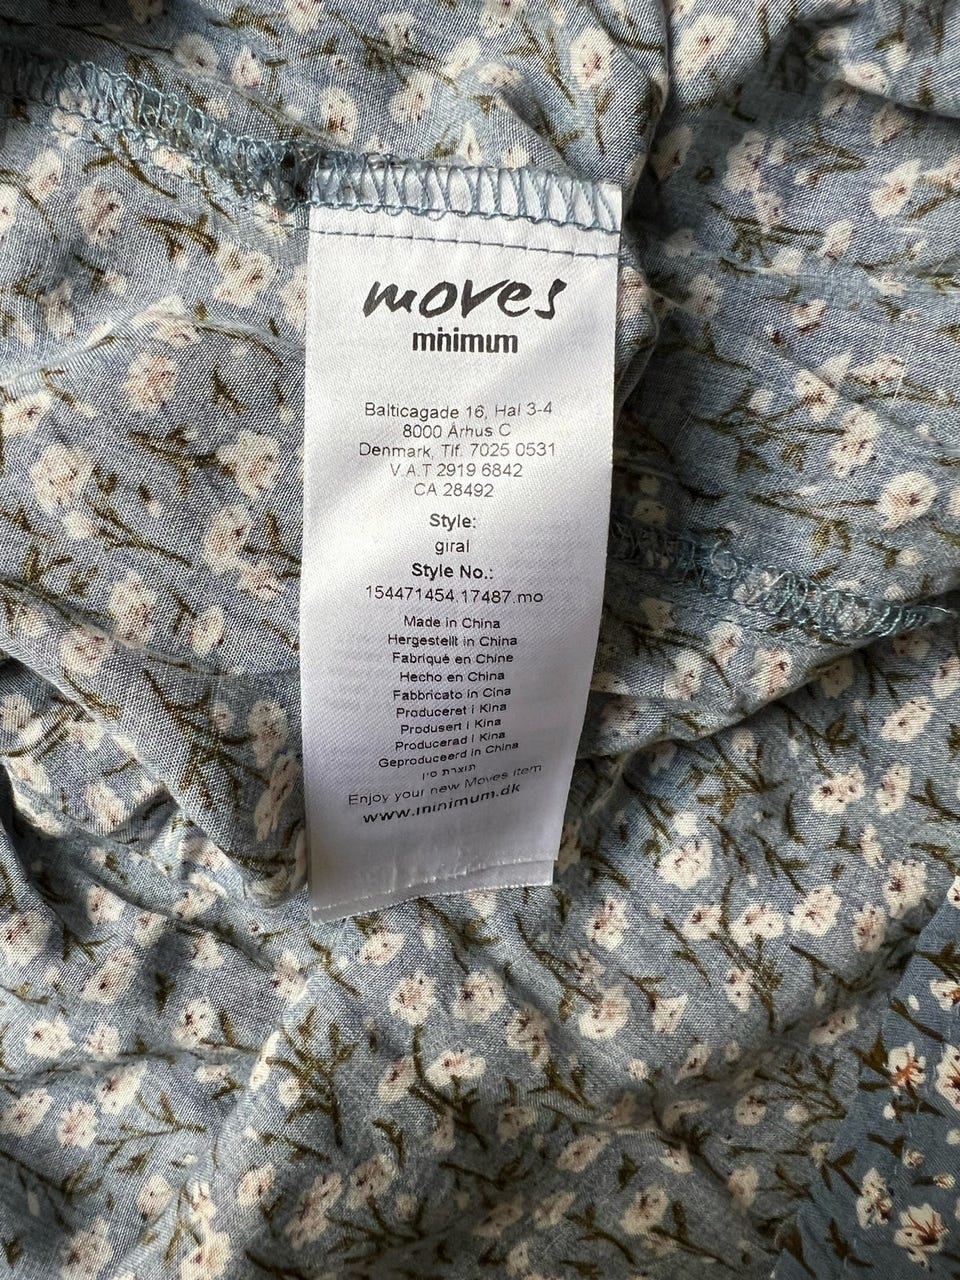 moves
minimum
Balticagade 16, Hal 3-4
8000 Århus C
Denmark, Tlf. 7025 0531
V.A.T 2919 6842
CA 28492
Style:
giral
Style No.:
154471454.17487.mo
Made in China
Hergestellt in China
Fabriqué en Chine
Hecho en China
Fabbricato in Cina
Produceret i Kina
Produsert i Kina
Producerad i Kina
Geproduceerd in China
תוצרת סין
Enjoy your new Moves item
www.minimum.dk